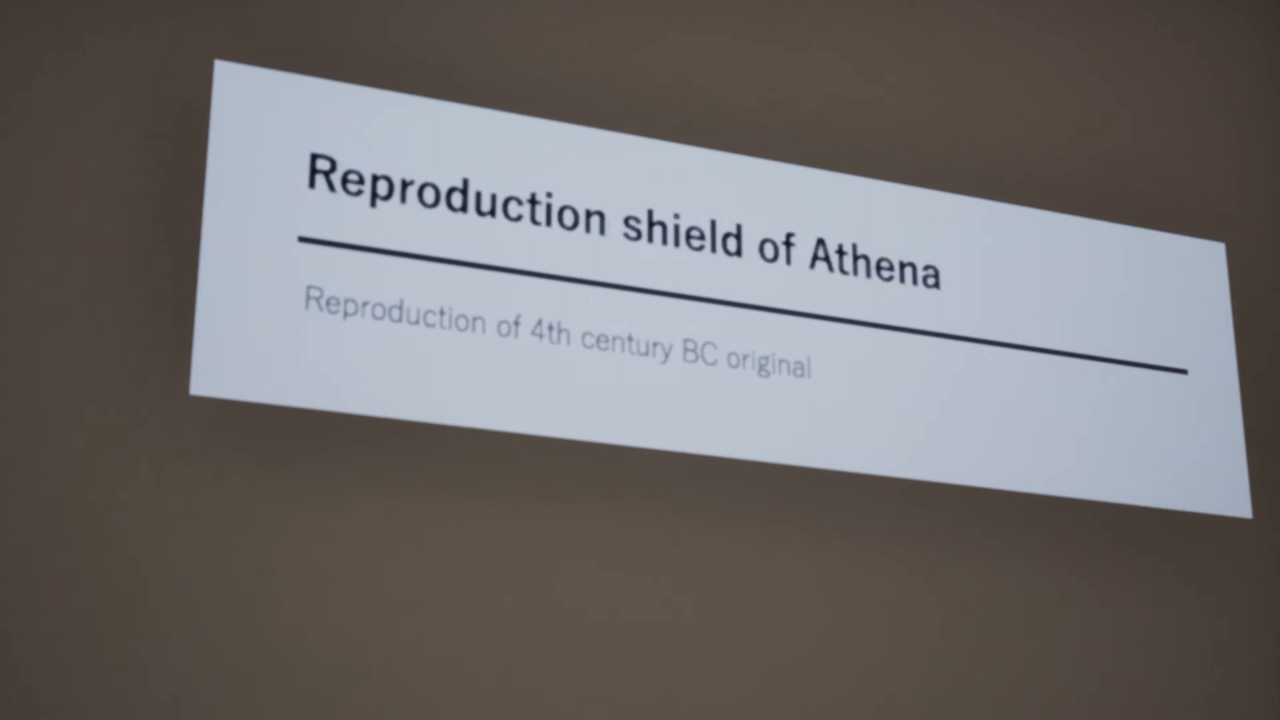 Reproduction shield of Athena
Reproduction of 4th century BC original